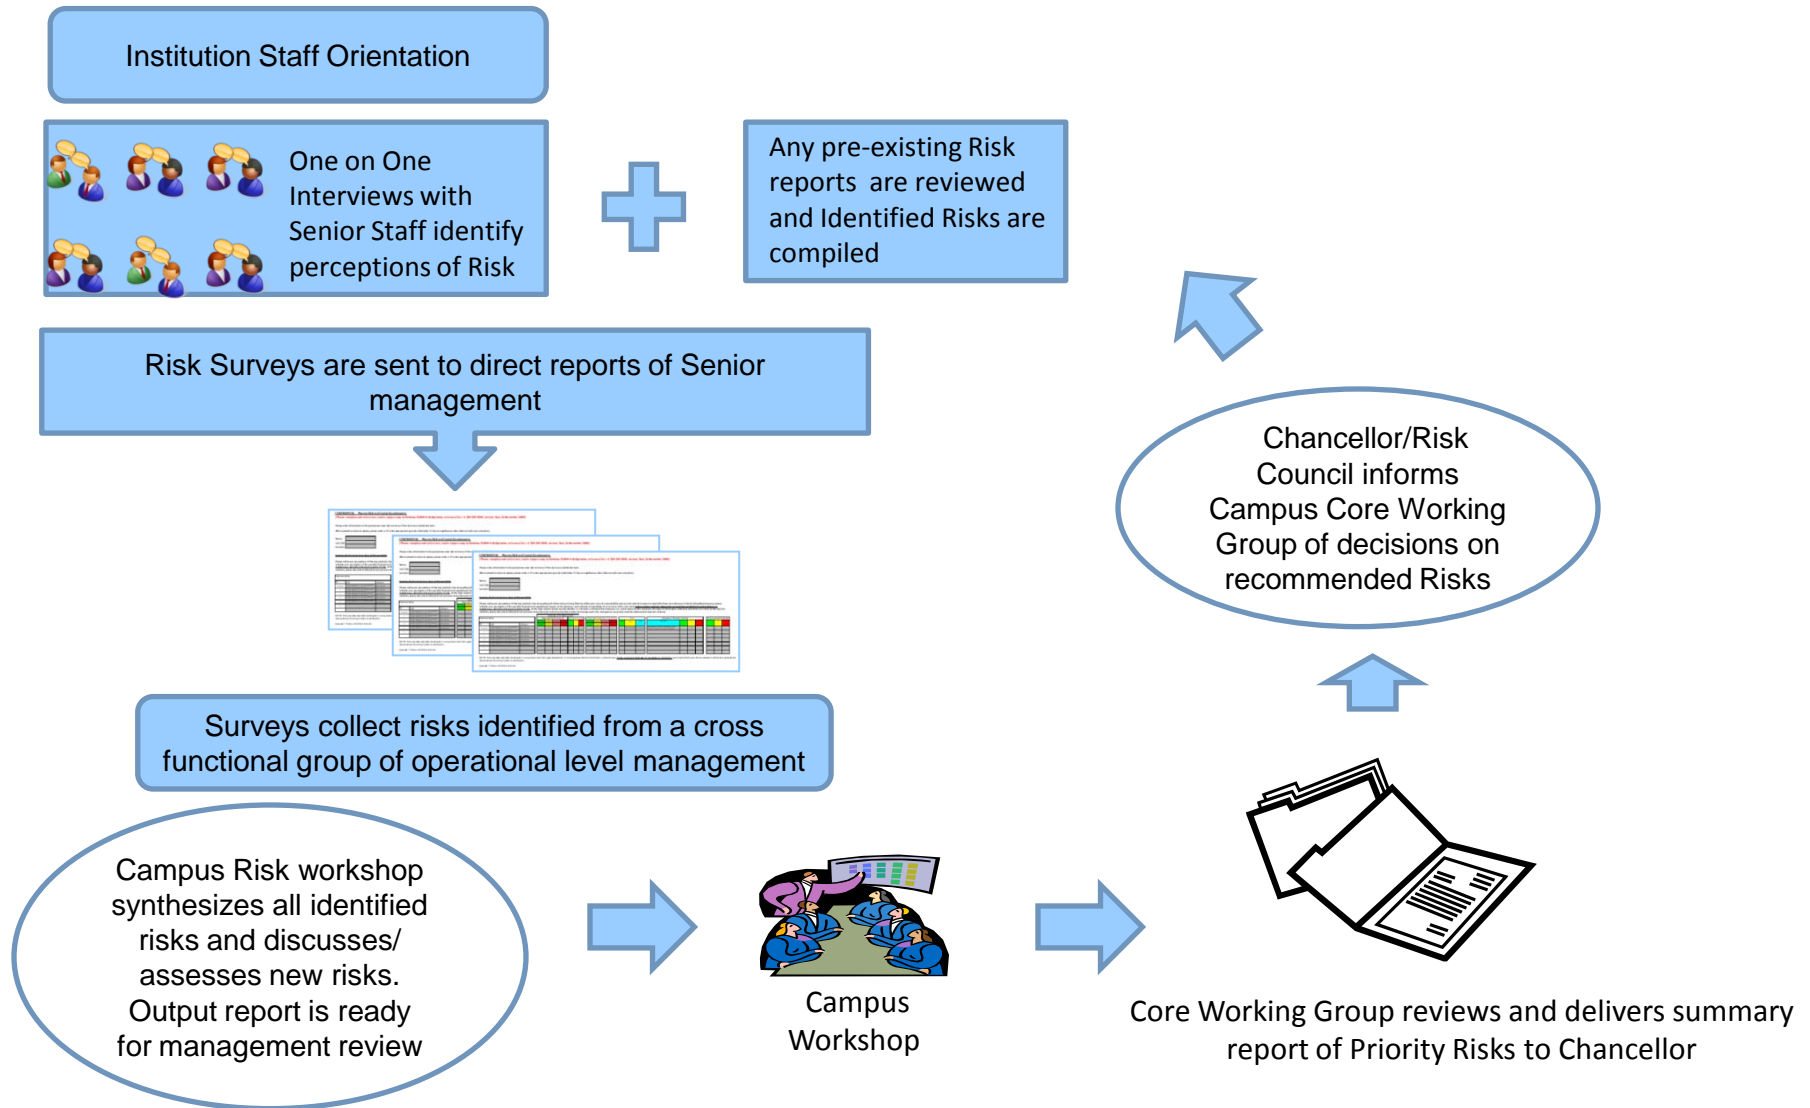 Institution Staff Orientation
One on One
Interviews with
Senior Staff identify
perceptions of Risk
Any pre-existing Risk
reports are reviewed
and Identified Risks are
compiled
Risk Surveys are sent to direct reports of Senior
management
Surveys collect risks identified from a cross
functional group of operational level management
Campus Risk workshop
synthesizes all identified
risks and discusses/
assesses new risks.
Output report is ready
for management review
Campus
Workshop
Core Working Group reviews and delivers summary
report of Priority Risks to Chancellor
Chancellor/Risk
Council informs
Campus Core Working
Group of decisions on
recommended Risks